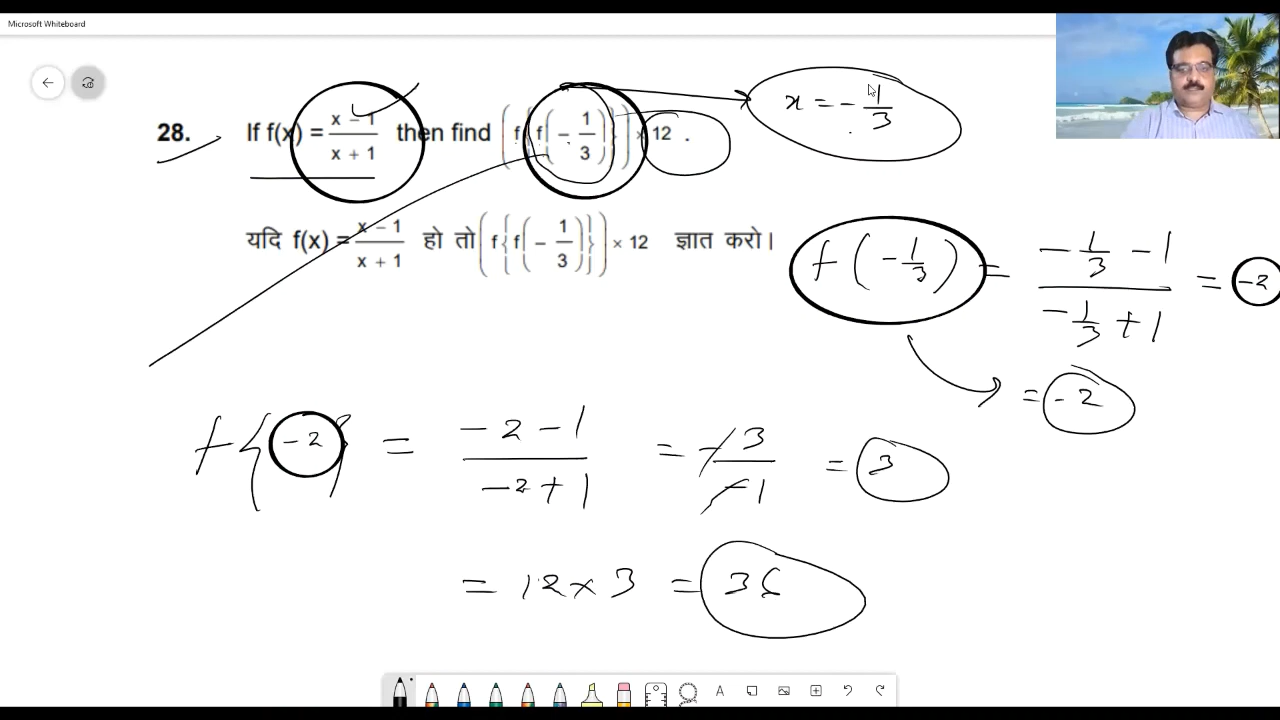 Microsoft Whiteboard
28. If f(x) = (x – 1)/(x + 1) then find (f{f(– 1/3)}) × 12 .
x = – 1/3
यदि f(x) = (x – 1)/(x + 1) हो तो (f{f(– 1/3)}) × 12 ज्ञात करो।
f(–1/3) = (–1/3 – 1)/(–1/3 + 1) = –2
= –2
f{–2} = (–2 – 1)/(–2 + 1) = –3/–1 = 3
= 12 × 3 = 36
A